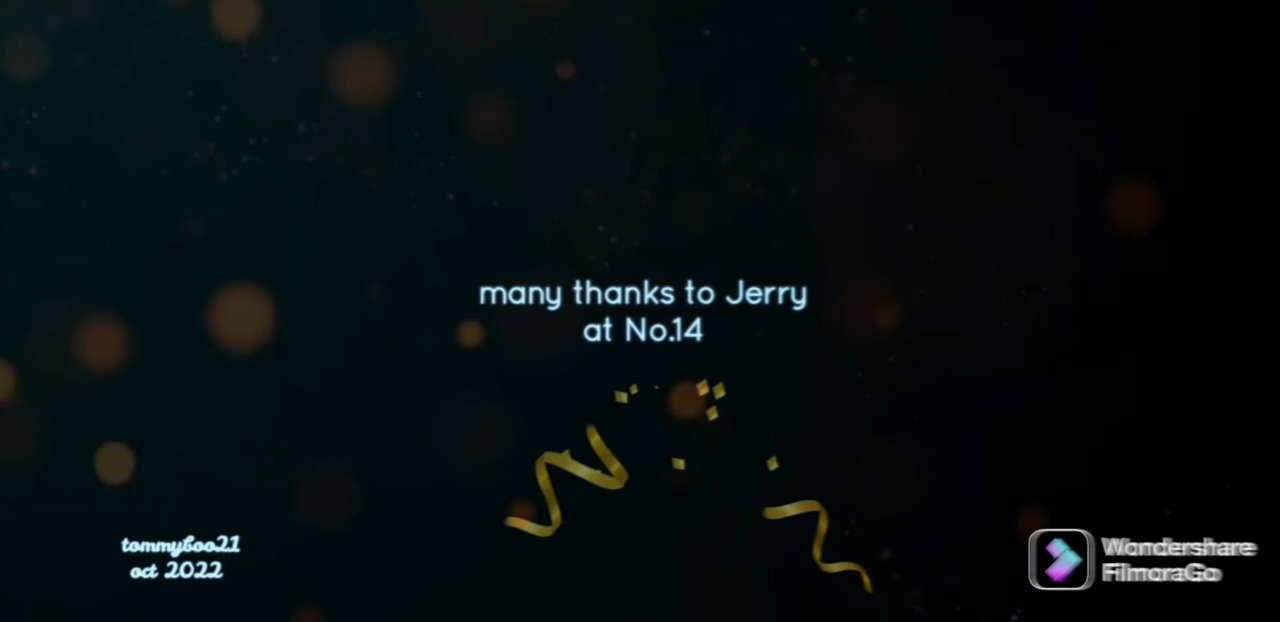 many thanks to Jerry
at No.14
tommyboo21
oct 2022
Wondershare
FilmoraGo